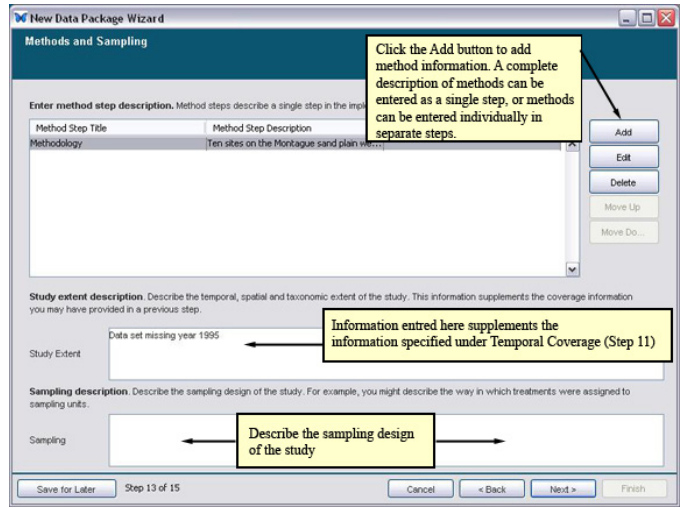 New Data Package Wizard
Methods and Sampling
Click the Add button to add
method information. A complete
description of methods can be
entered as a single step, or methods
can be entered individually in
separate steps.
Enter method step description. Method steps describe a single step in the
Method Step Title Method Step Description
Methodology Ten sites on the Montague sand plain we...
Add
Edit
Delete
Move Up
Move Do...
Study extent description. Describe the temporal, spatial and taxonomic extent of the study. This information supplements the coverage information
you may have provided in a previous step.
Study Extent
Data set missing year 1995
Information entred here supplements the
information specified under Temporal Coverage (Step 11)
Sampling description. Describe the sampling design of the study. For example, you might describe the way in which treatments were assigned to
sampling units.
Sampling
Describe the sampling design
of the study
Save for Later Step 13 of 15 Cancel < Back Next > Finish